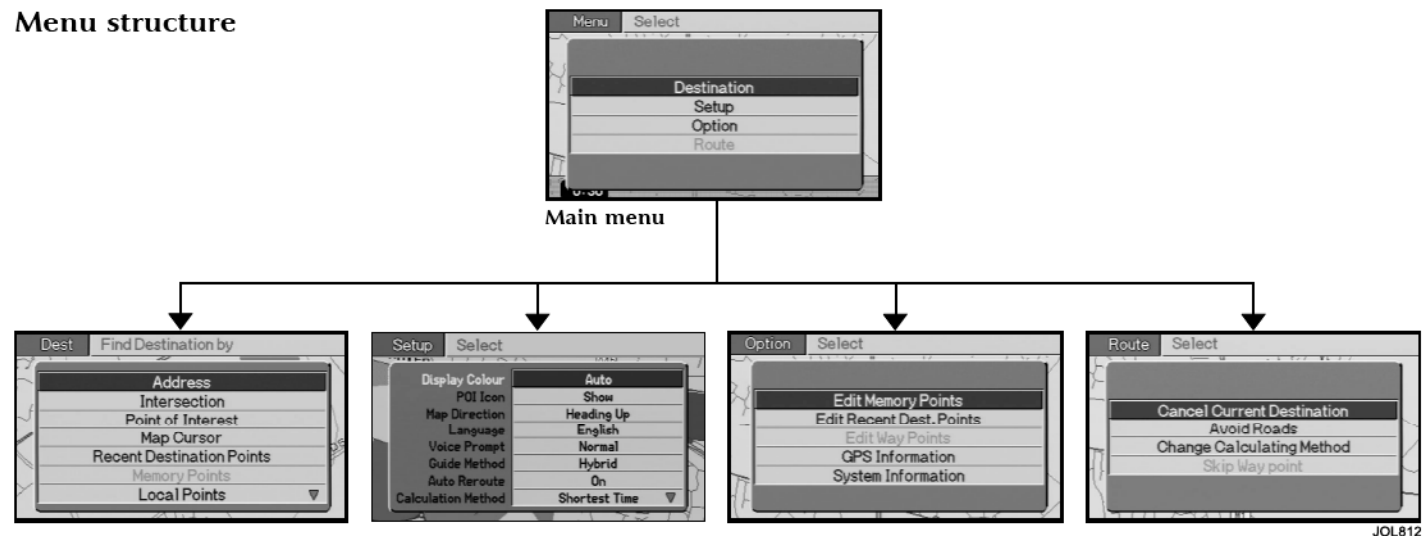 Menu structure
Menu Select
Destination
Setup
Option
Route
Main menu
Dest Find Destination by
Address
Intersection
Point of Interest
Map Cursor
Recent Destination Points
Memory Points
Local Points
Setup Select
Display Colour Auto
POI Icon Show
Map Direction Heading Up
Language English
Voice Prompt Normal
Guide Method Hybrid
Auto Reroute On
Calculation Method Shortest Time
Option Select
Edit Memory Points
Edit Recent Dest. Points
Edit Way Points
GPS Information
System Information
Route Select
Cancel Current Destination
Avoid Roads
Change Calculating Method
Skip Way point
JOL812